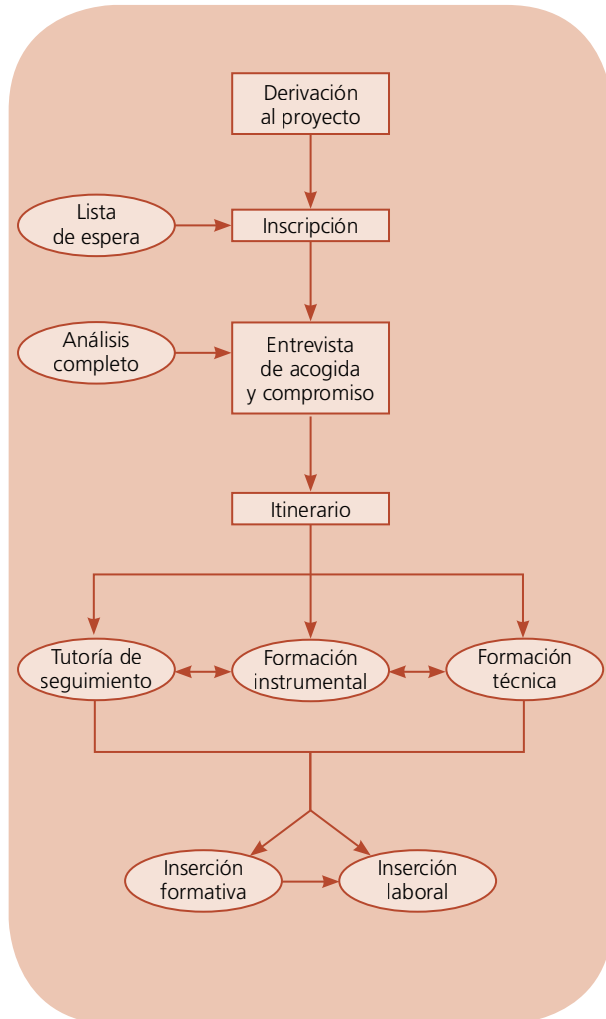 Derivación
al proyecto
Lista
de espera
Inscripción
Análisis
completo
Entrevista
de acogida
y compromiso
Itinerario
Tutoría de
seguimiento
Formación
instrumental
Formación
técnica
Inserción
formativa
Inserción
laboral